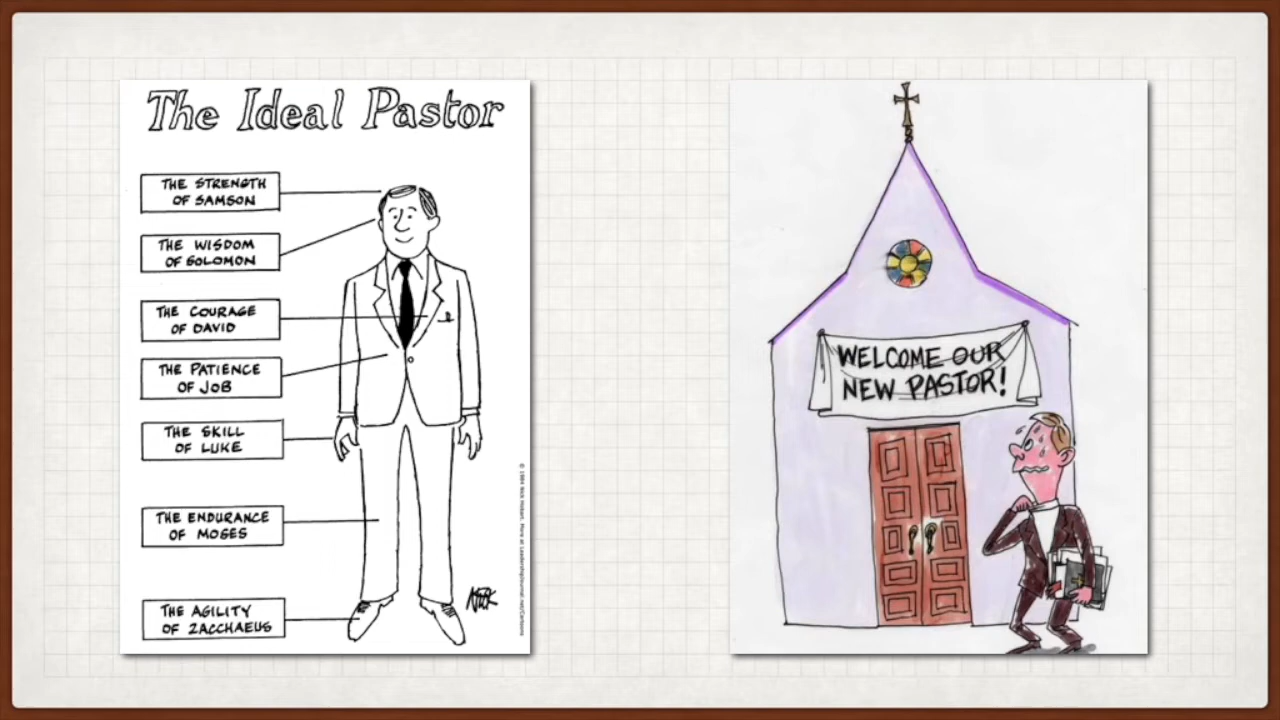 The Ideal Pastor
THE STRENGTH
OF SAMSON
THE WISDOM
OF SOLOMON
THE COURAGE
OF DAVID
THE PATIENCE
OF JOB
THE SKILL
OF LUKE
THE ENDURANCE
OF MOSES
THE AGILITY
OF ZACCHAEUS
NICK
WELCOME OUR
NEW PASTOR!